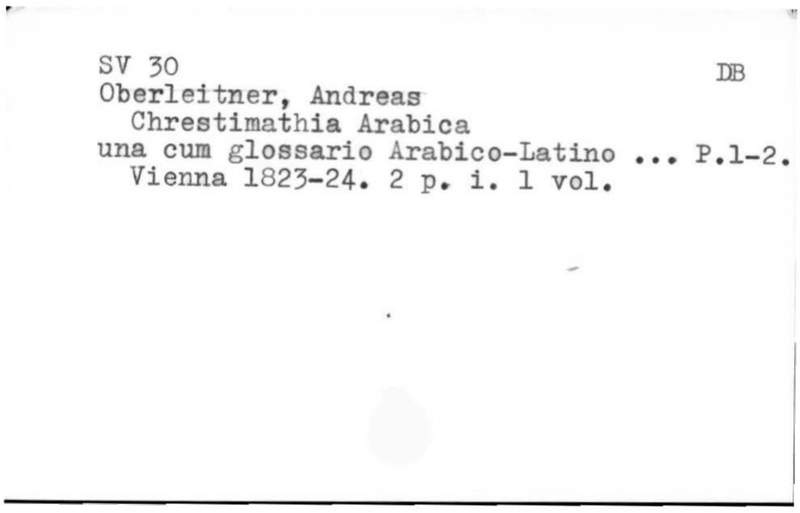 SV 30 DB
Oberleitner, Andreas
Chrestimathia Arabica
una cum glossario Arabico-Latino ... P.1-2.
Vienna 1823-24. 2 p. i. 1 vol.